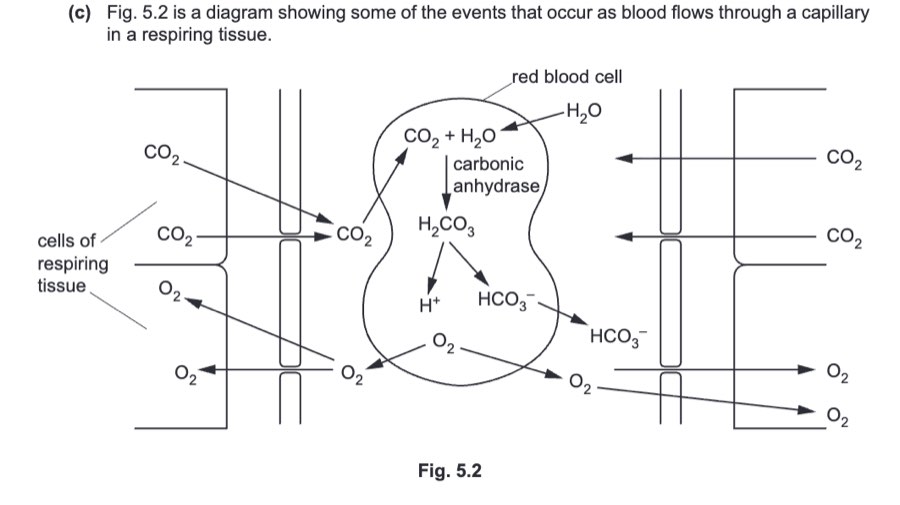 (c) Fig. 5.2 is a diagram showing some of the events that occur as blood flows through a capillary
in a respiring tissue.
red blood cell
H₂O
CO₂ + H₂O
carbonic
anhydrase
CO₂
CO₂
H₂CO₃
CO₂
CO₂
CO₂
cells of
respiring
tissue
O₂
H⁺
HCO₃⁻
HCO₃⁻
O₂
O₂
O₂
O₂
O₂
O₂
Fig. 5.2